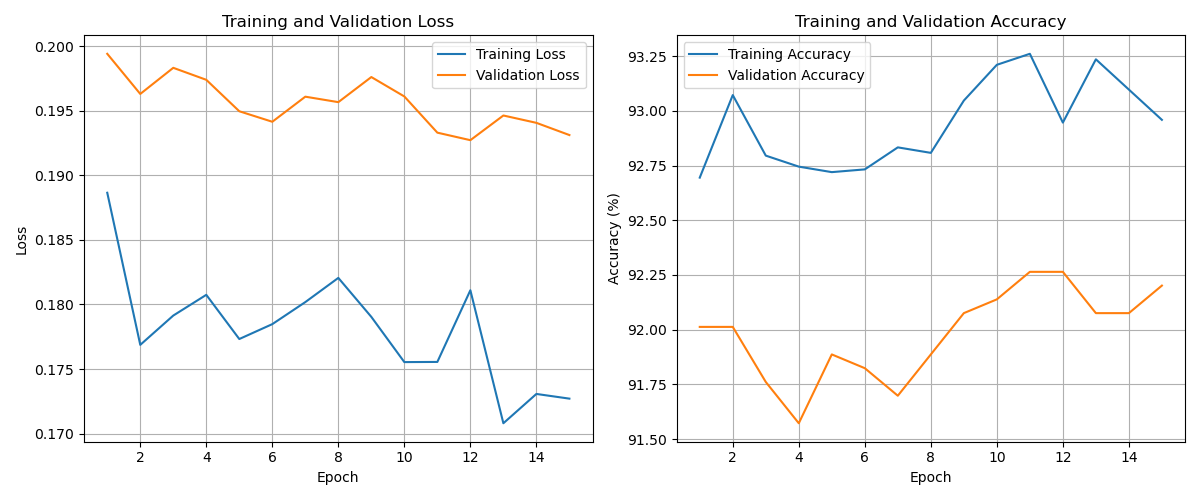 Training and Validation Loss
Training Loss
Validation Loss
0.200
0.195
0.190
0.185
0.180
0.175
0.170
Loss
2 4 6 8 10 12 14
Epoch
Training and Validation Accuracy
Training Accuracy
Validation Accuracy
93.25
93.00
92.75
92.50
92.25
92.00
91.75
91.50
Accuracy (%)
2 4 6 8 10 12 14
Epoch